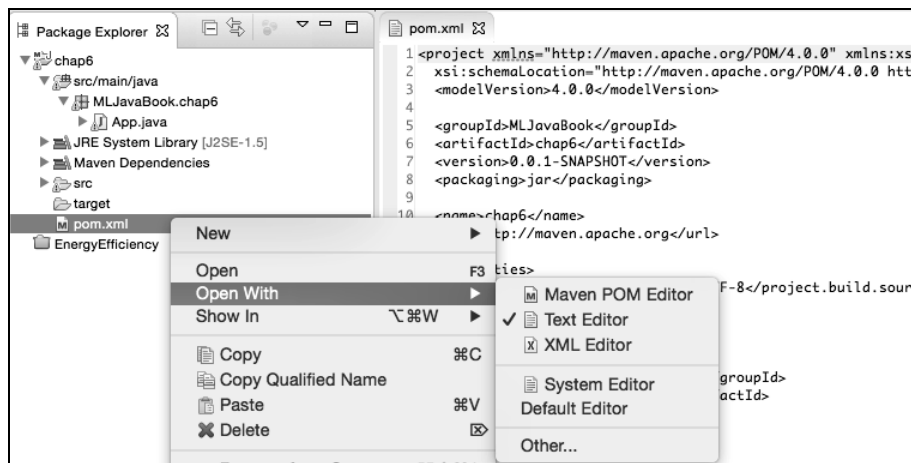 Package Explorer
chap6
src/main/java
MLJavaBook.chap6
App.java
JRE System Library [J2SE-1.5]
Maven Dependencies
src
target
pom.xml
EnergyEfficiency
pom.xml
1 <project xmlns="http://maven.apache.org/POM/4.0.0" xmlns:xs
2 xsi:schemaLocation="http://maven.apache.org/POM/4.0.0 htt
3 <modelVersion>4.0.0</modelVersion>
4
5 <groupId>MLJavaBook</groupId>
6 <artifactId>chap6</artifactId>
7 <version>0.0.1-SNAPSHOT</version>
8 <packaging>jar</packaging>
9
10 <name>chap6</name>
tp://maven.apache.org</url>
ties>
F-8</project.build.sour
groupId>
actId>
New
Open F3
Open With
Show In ⌥⌘W
Copy ⌘C
Copy Qualified Name
Paste ⌘V
Delete ⌦
Maven POM Editor
✓ Text Editor
XML Editor
System Editor
Default Editor
Other...